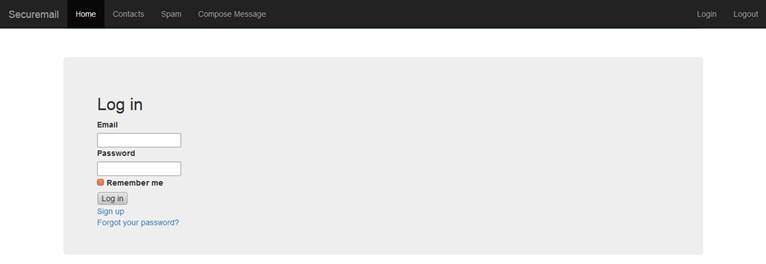 Securemail Home Contacts Spam Compose Message Login Logout
Log in
Email
Password
Remember me
Log in
Sign up
Forgot your password?